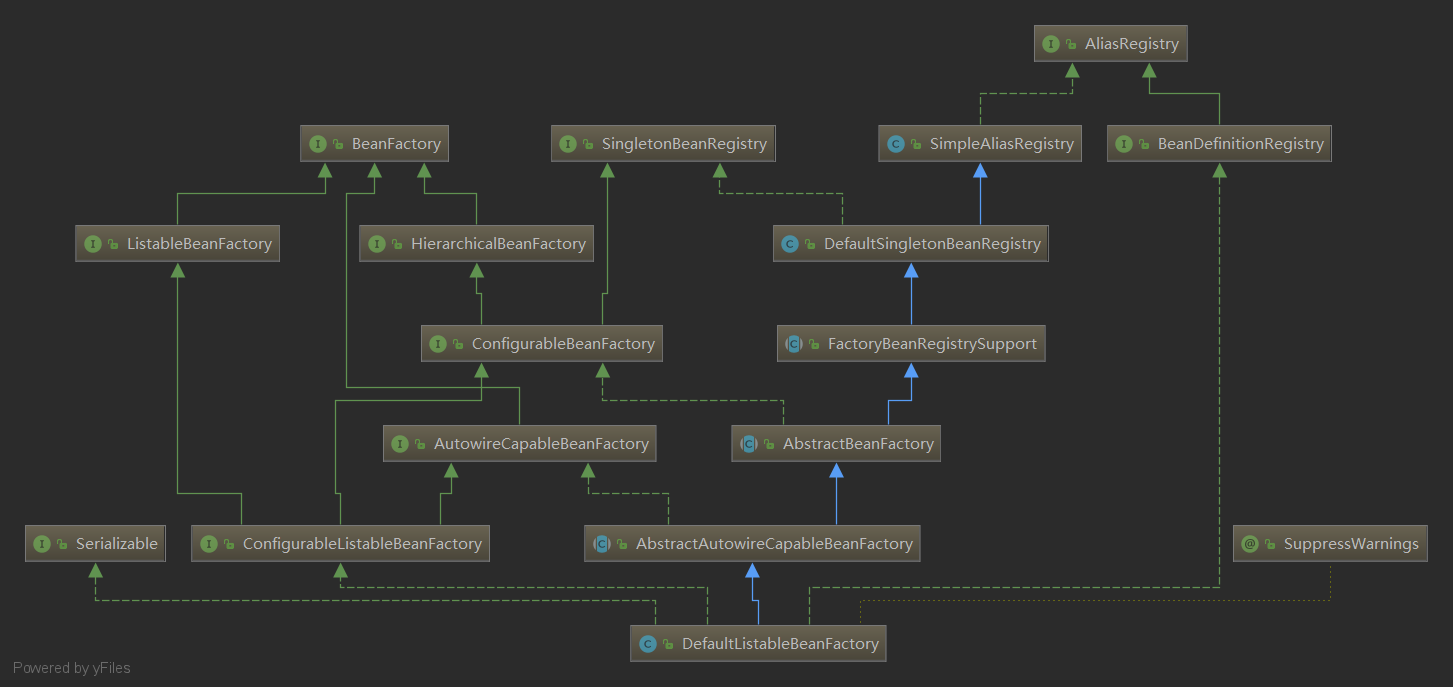 AliasRegistry
BeanFactory
SingletonBeanRegistry
SimpleAliasRegistry
BeanDefinitionRegistry
ListableBeanFactory
HierarchicalBeanFactory
DefaultSingletonBeanRegistry
ConfigurableBeanFactory
FactoryBeanRegistrySupport
AutowireCapableBeanFactory
AbstractBeanFactory
Serializable
ConfigurableListableBeanFactory
AbstractAutowireCapableBeanFactory
SuppressWarnings
DefaultListableBeanFactory
Powered by yFiles